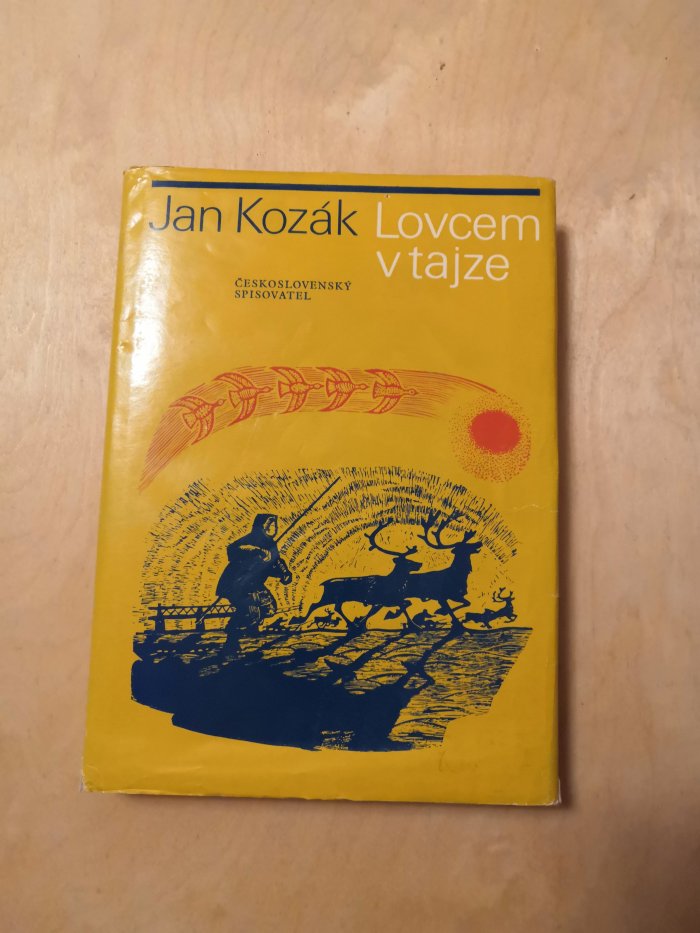 Jan Kozák
Lovcem
v tajze
ČESKOSLOVENSKÝ
SPISOVATEL